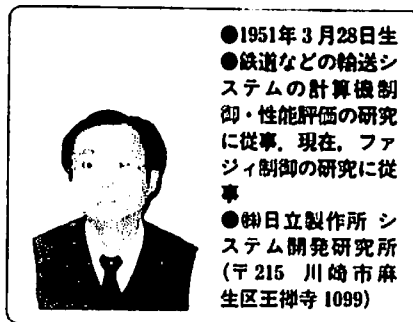 ●1951年3月28日生
●鉄道などの輸送シ
ステムの計算機制
御・性能評価の研究
に従事，現在，ファ
ジィ制御の研究に従
事
●㈱日立製作所 シ
ステム開発研究所
(〒215 川崎市麻
生区王禅寺 1099)